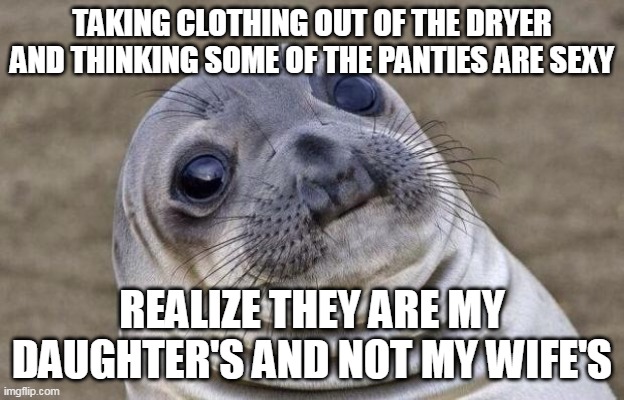 TAKING CLOTHING OUT OF THE DRYER
AND THINKING SOME OF THE PANTIES ARE SEXY
REALIZE THEY ARE MY
DAUGHTER'S AND NOT MY WIFE'S
imgflip.com